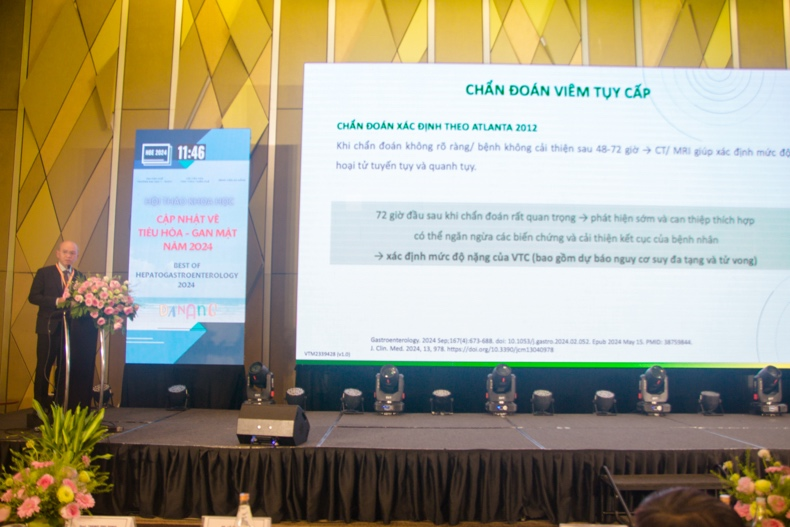 HGE 2024
11:46
HỘI THẢO KHOA HỌC
CẬP NHẬT VỀ
TIÊU HÓA – GAN MẬT
NĂM 2024
BEST OF
HEPATOGASTROENTEROLOGY
2024
DANANG
CHẨN ĐOÁN VIÊM TỤY CẤP
CHẨN ĐOÁN XÁC ĐỊNH THEO ATLANTA 2012
Khi chẩn đoán không rõ ràng/ bệnh không cải thiện sau 48-72 giờ → CT/ MRI giúp xác định mức độ
hoại tử tuyến tụy và quanh tụy.
72 giờ đầu sau khi chẩn đoán rất quan trọng → phát hiện sớm và can thiệp thích hợp
có thể ngăn ngừa các biến chứng và cải thiện kết cục của bệnh nhân
→ xác định mức độ nặng của VTC (bao gồm dự báo nguy cơ suy đa tạng và tử vong)
Gastroenterology. 2024 Sep;167(4):673-688. doi: 10.1053/j.gastro.2024.02.052. Epub 2024 May 15. PMID: 38759844.
J. Clin. Med. 2024, 13, 978. https://doi.org/10.3390/jcm13040978
VTM2339428 (v1.0)